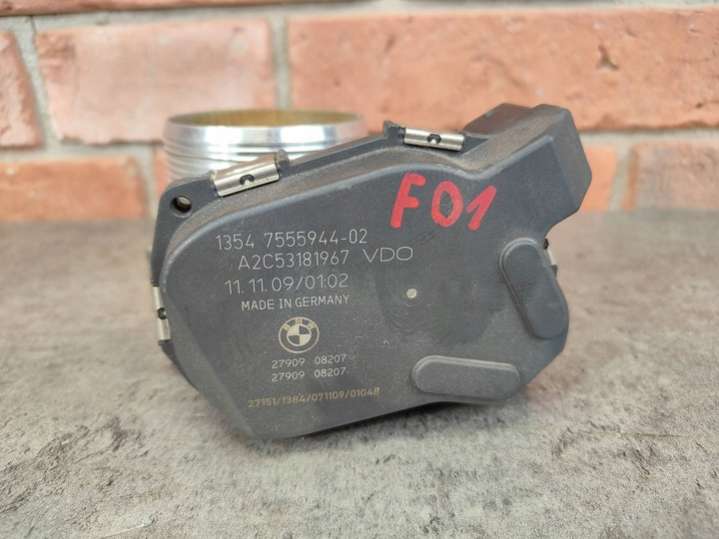 F01
1354 7555944-02
A2C53181967 VDO
11.11.09/01:02
MADE IN GERMANY
BMW
27909 08207
27909 08207
27151/1384/071109/01048